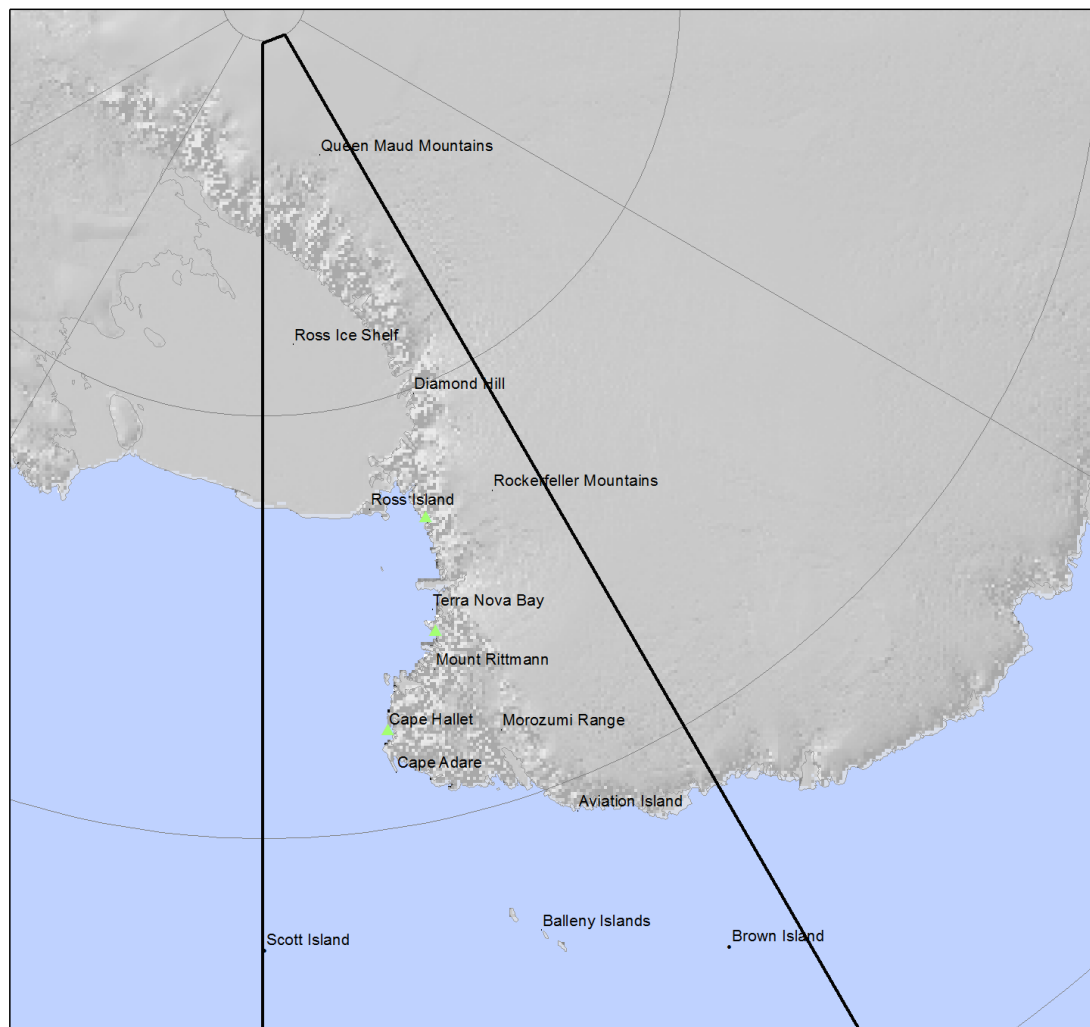 Queen Maud Mountains
Ross Ice Shelf
Diamond Hill
Rockerfeller Mountains
Ross Island
Terra Nova Bay
Mount Rittmann
Cape Hallet
Morozumi Range
Cape Adare
Aviation Island
Balleny Islands
Brown Island
Scott Island